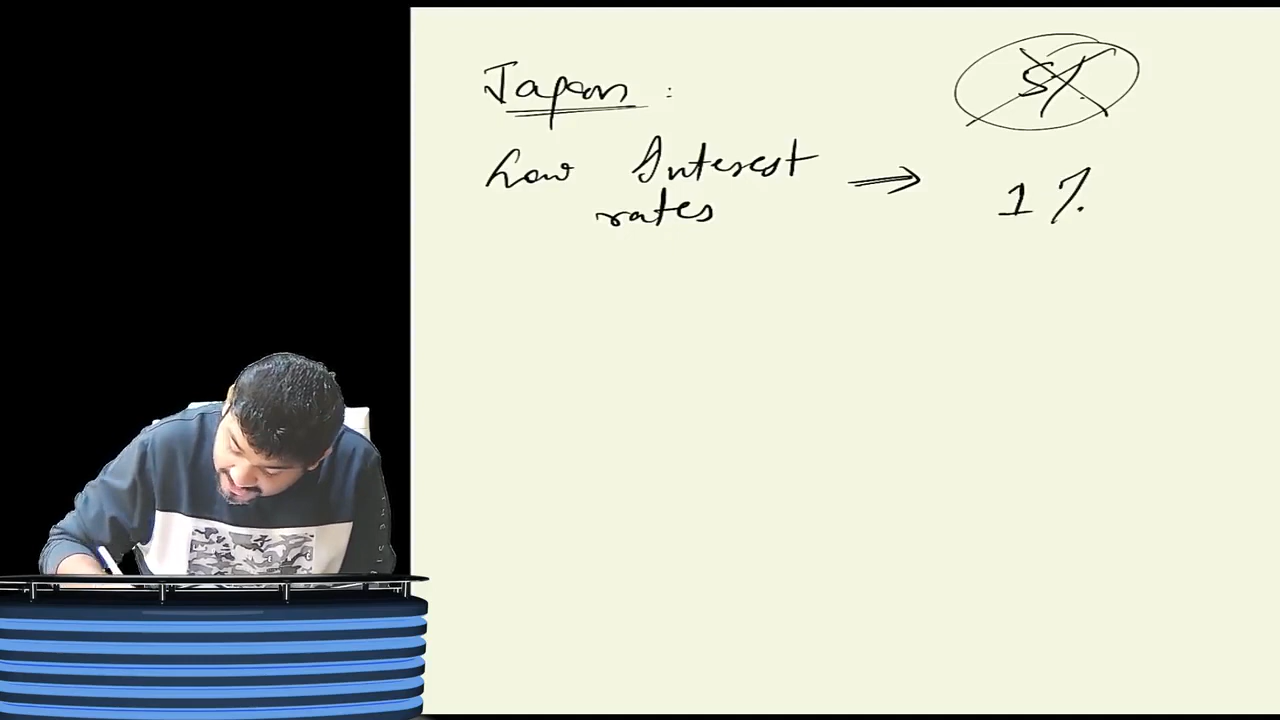 Japan :
5%
Low Interest → 1%
rates